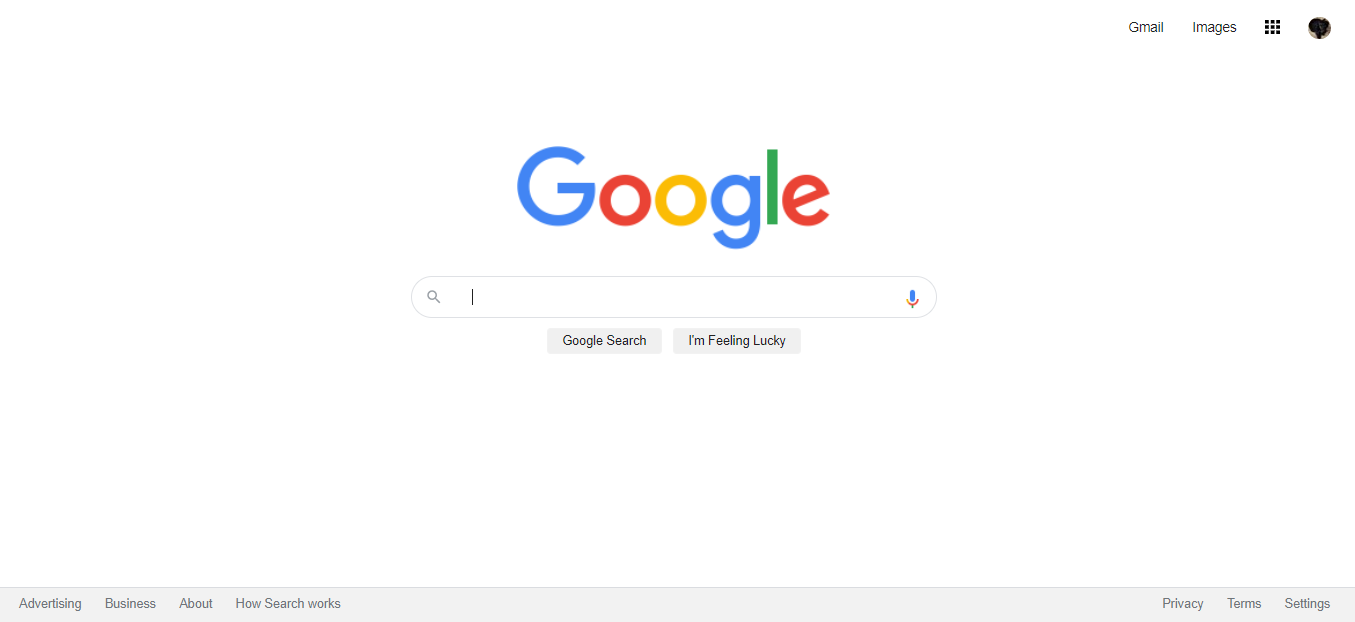 Gmail Images
Google
Google Search I'm Feeling Lucky
Advertising Business About How Search works Privacy Terms Settings